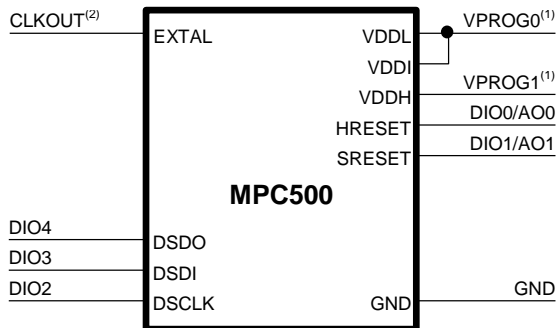 CLKOUT(2) EXTAL VDDL VPROG0(1)
VDDI
VDDH VPROG1(1)
HRESET DIO0/AO0
SRESET DIO1/AO1
MPC500
DIO4 DSDO
DIO3 DSDI
DIO2 DSCLK GND GND